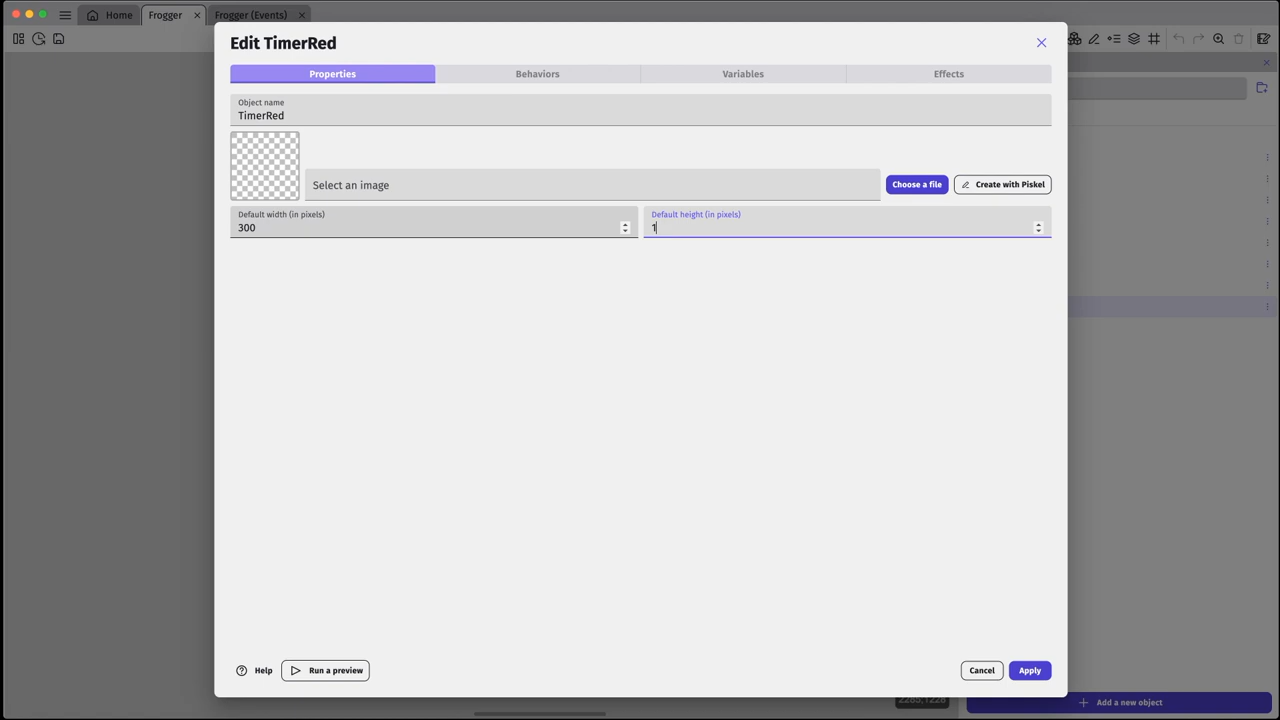 Home
Frogger
Frogger (Events)
Edit TimerRed
Properties
Behaviors
Variables
Effects
Object name
TimerRed
Select an image
Choose a file
Create with Piskel
Default width (in pixels)
300
Default height (in pixels)
1
Help
Run a preview
Cancel
Apply
2285;1228
Add a new object